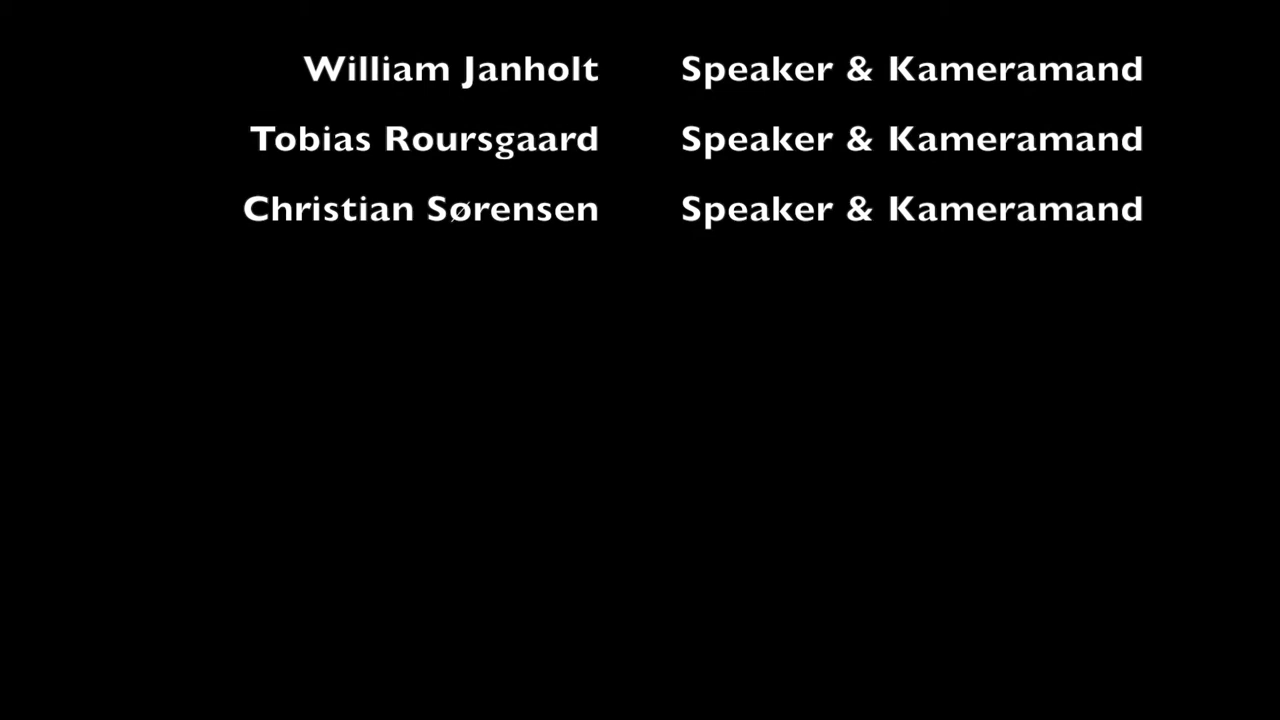 William Janholt Speaker & Kameramand
Tobias Roursgaard Speaker & Kameramand
Christian Sørensen Speaker & Kameramand